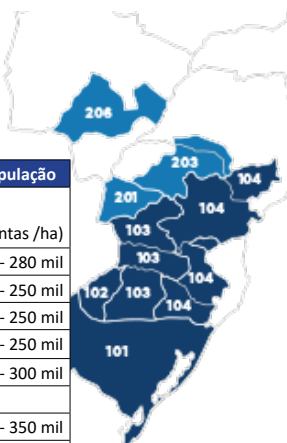 206
pulação
203
104
ntas /ha)
201
104
103
- 280 mil
103
- 250 mil
104
- 250 mil
102
103
104
- 250 mil
- 300 mil
101
- 350 mil